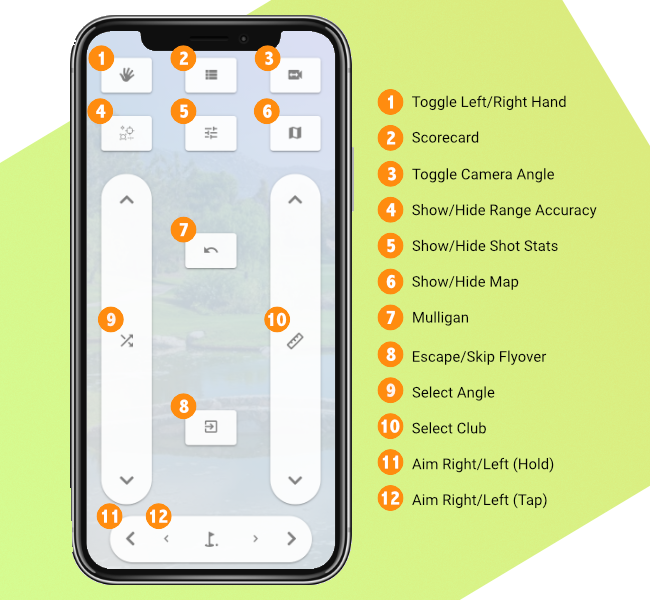 1
2
3
4
5
6
7
9
10
8
11
12
1 Toggle Left/Right Hand
2 Scorecard
3 Toggle Camera Angle
4 Show/Hide Range Accuracy
5 Show/Hide Shot Stats
6 Show/Hide Map
7 Mulligan
8 Escape/Skip Flyover
9 Select Angle
10 Select Club
11 Aim Right/Left (Hold)
12 Aim Right/Left (Tap)